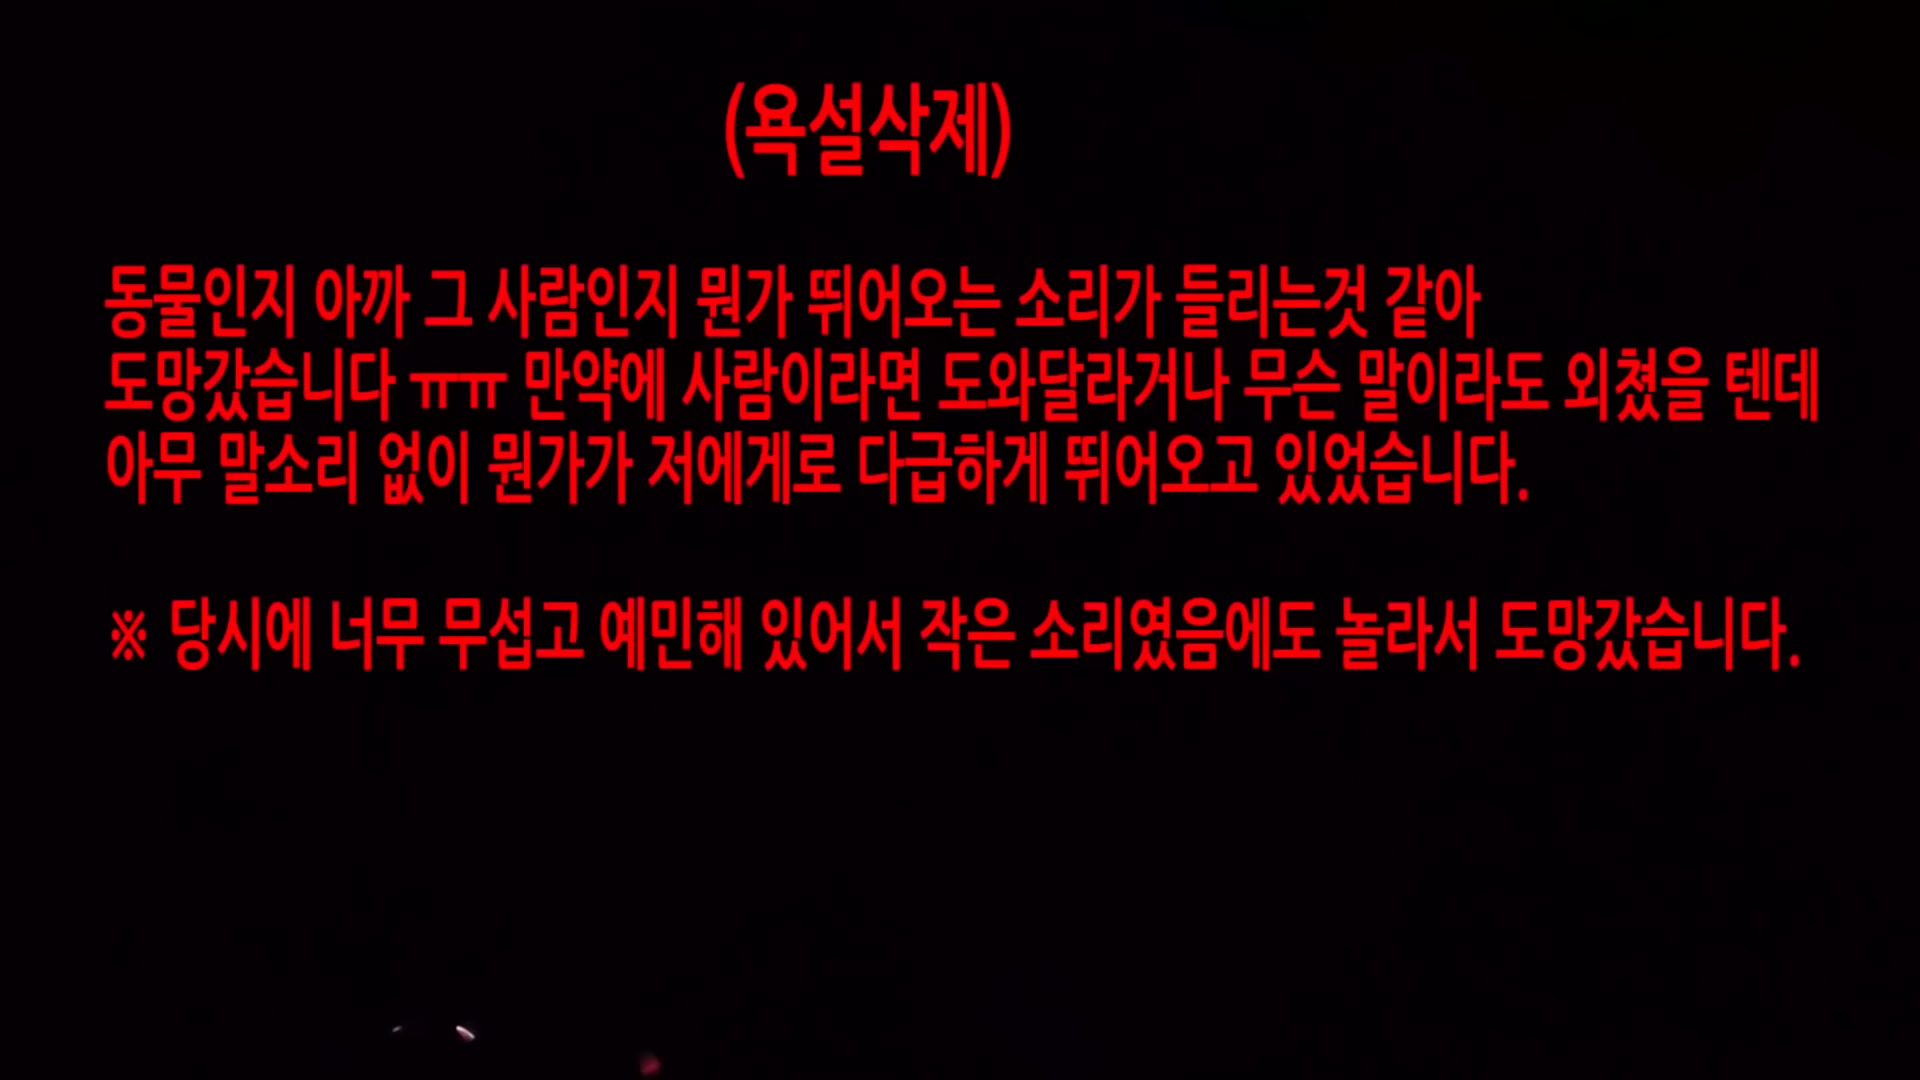 (욕설삭제)
동물인지 아까 그 사람인지 뭔가 뛰어오는 소리가 들리는것 같아
도망갔습니다 ㅠㅠ 만약에 사람이라면 도와달라거나 무슨 말이라도 외쳤을 텐데
아무 말소리 없이 뭔가가 저에게로 다급하게 뛰어오고 있었습니다.
※ 당시에 너무 무섭고 예민해 있어서 작은 소리였음에도 놀라서 도망갔습니다.